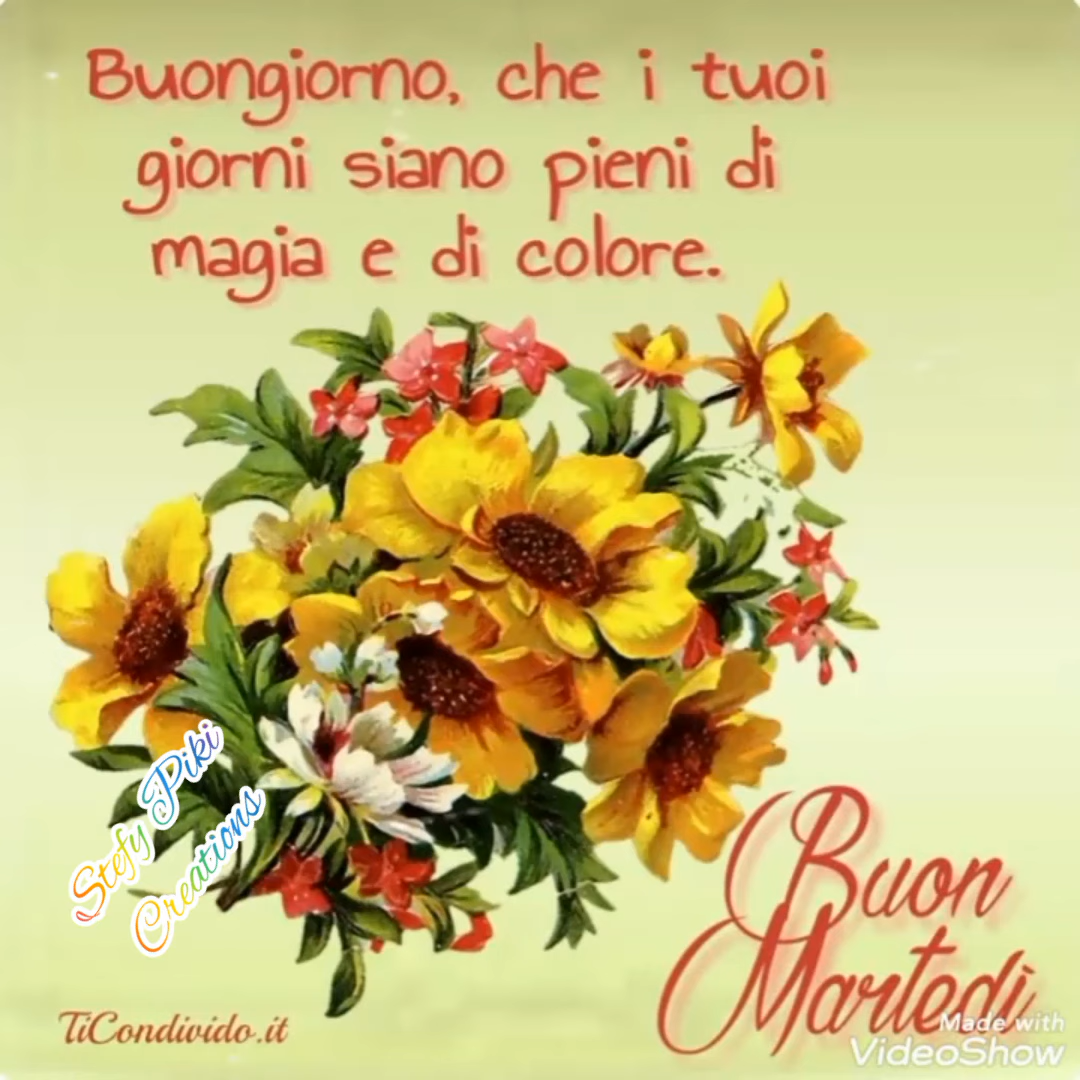 Buongiorno, che i tuoi
giorni siano pieni di
magia e di colore.
Stefy Piki
Creations
Buon
Martedì
TiCondivido.it
Made with
VideoShow